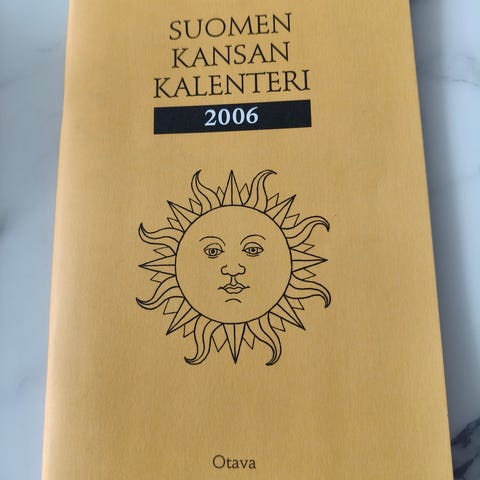 SUOMEN
KANSAN
KALENTERI
2006
Otava